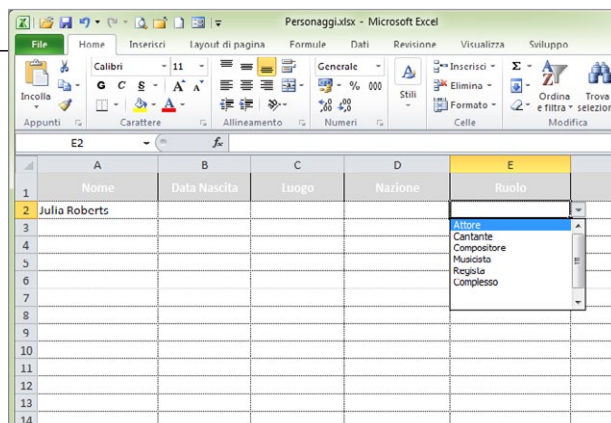 Personaggi.xlsx - Microsoft Excel
File Home Inserisci Layout di pagina Formule Dati Revisione Visualizza Sviluppo
Incolla
Appunti
Calibri 11
G C S A A
A
Carattere
Allineamento
Generale
% 000
Numeri
Stili
Inserisci
Elimina
Formato
Celle
Σ
Ordina e filtra
Trova selezion
Modifica
E2 fx
A B C D E
1 Nome Data Nascita Luogo Nazione Ruolo
2 Julia Roberts
Attore
Cantante
Compositore
Musicista
Regista
Complesso
3
4
5
6
7
8
9
10
11
12
13
14